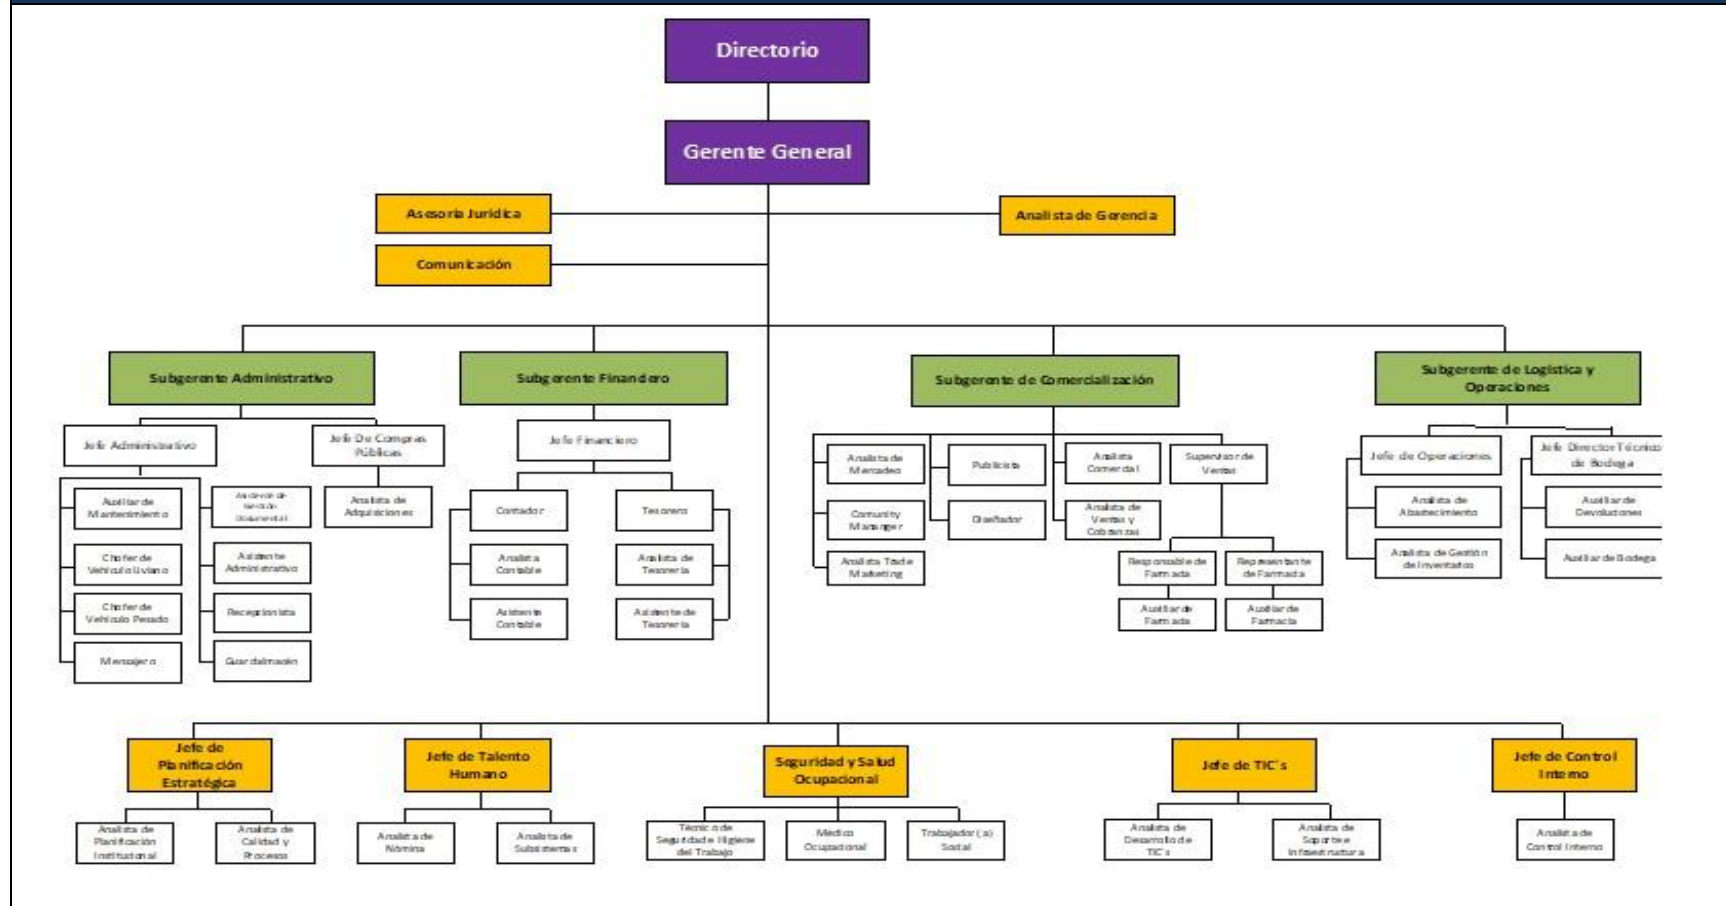 Directorio
Gerente General
Asesoría Jurídica
Analista de Gerencia
Comunicación
Subgerente Administrativo
Subgerente Financiero
Subgerente de Comercialización
Subgerente de Logística y
Operaciones
Jefe Administrativo
Jefe De Compras
Públicas
Auxiliar de
Mantenimiento
Asistente de
Gestión
Documental
Analista de
Adquisiciones
Chofer de
Vehículo Liviano
Asistente
Administrativo
Chofer de
Vehículo Pesado
Recepcionista
Mensajero
Guardalmacén
Jefe Financiero
Contador
Tesorero
Analista
Contable
Analista de
Tesorería
Asistente
Contable
Asistente de
Tesorería
Analista de
Mercadeo
Publicista
Analista
Comercial
Supervisor de
Ventas
Comunity
Mananger
Diseñador
Analista de
Ventas y
Cobranzas
Analista Trade
Marketing
Responsable de
Farmacia
Representante
de Farmacia
Auxiliar de
Farmacia
Auxiliar de
Farmacia
Jefe de Operaciones
Jefe Director Técnico
de Bodega
Analista de
Abastecimiento
Auxiliar de
Devoluciones
Analista de Gestión
de Inventarios
Auxiliar de Bodega
Jefe de
Planificación
Estratégica
Jefe de Talento
Humano
Seguridad y Salud
Ocupacional
Jefe de TIC's
Jefe de Control
Interno
Analista de
Planificación
Institucional
Analista de
Calidad y
Procesos
Analista de
Nómina
Analista de
Subsistemas
Técnico de
Seguridad e Higiene
del Trabajo
Médico
Ocupacional
Trabajador (a)
Social
Analista de
Desarrollo de
TIC's
Analista de
Soporte e
Infraestructura
Analista de
Control Interno